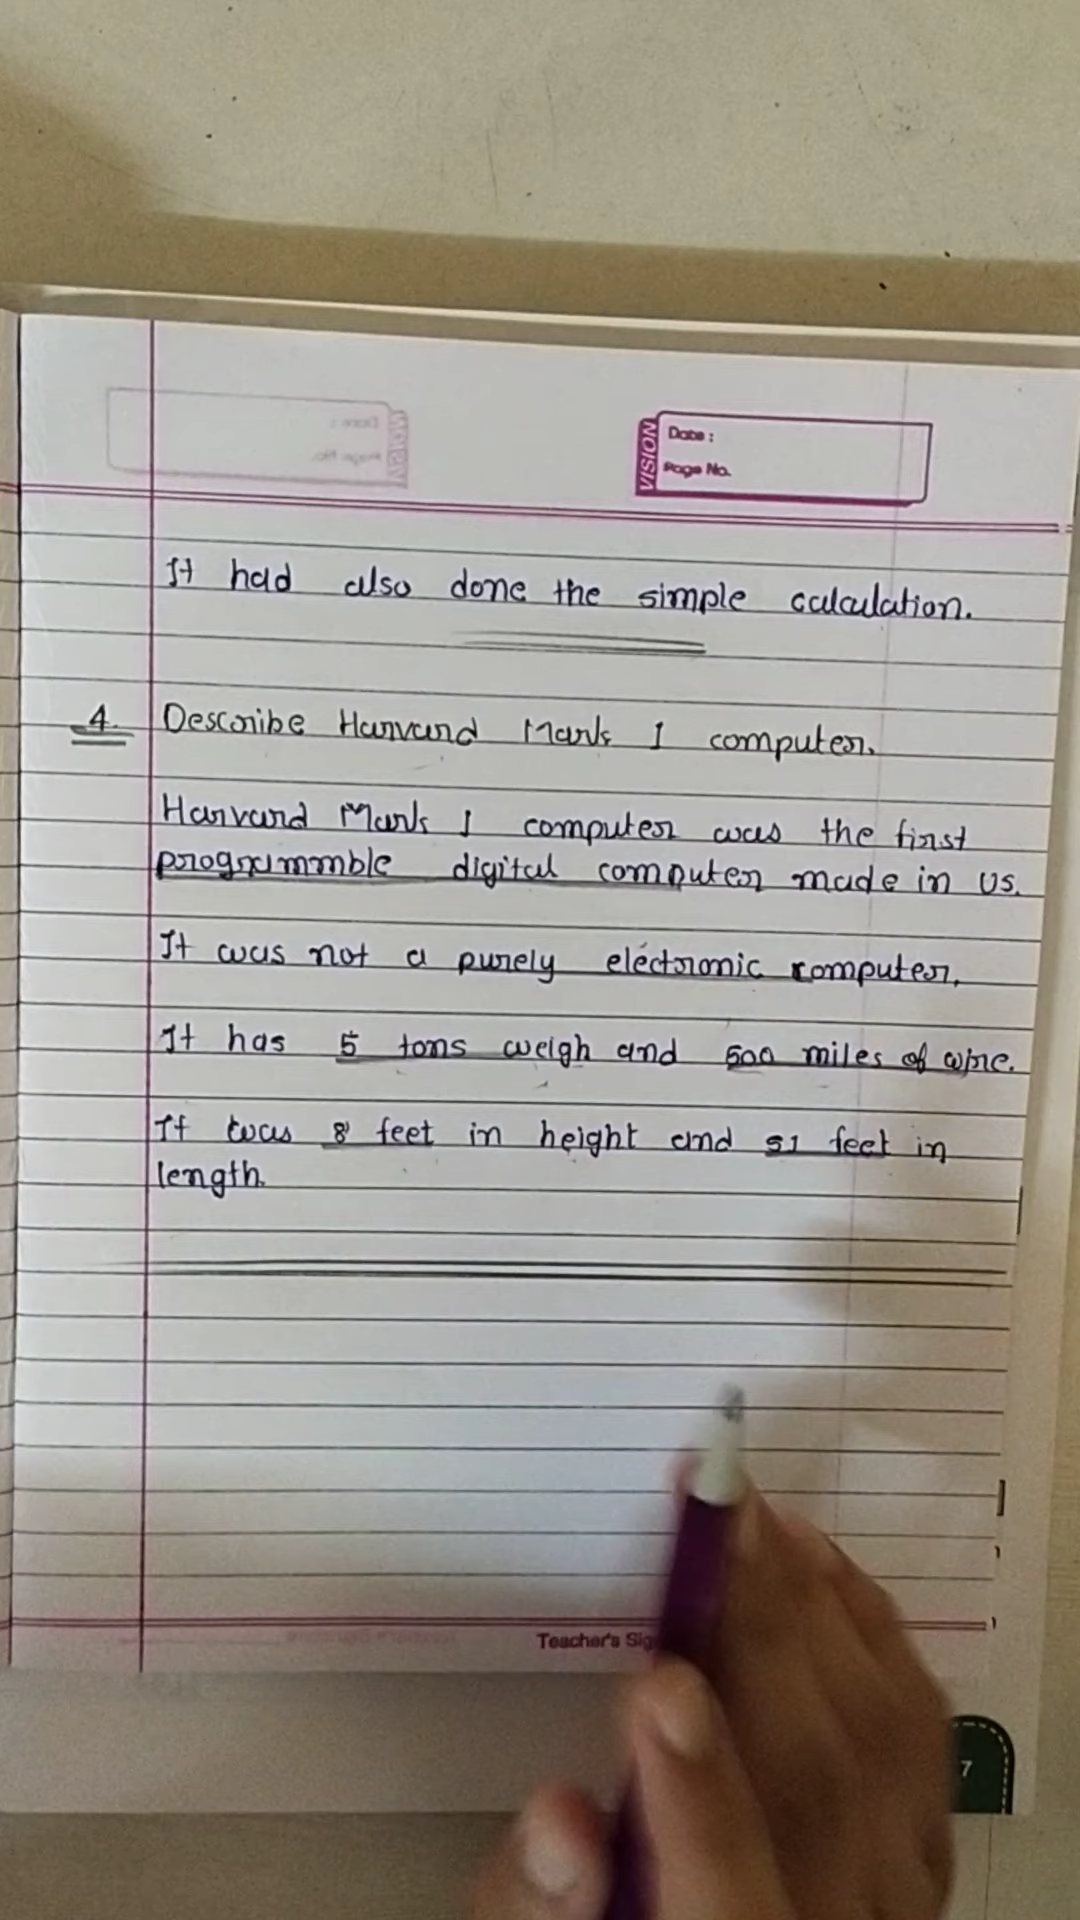 VISION
Date :
Page No.
It had also done the simple calculation.
4. Describe Harvard Mark 1 computer.
Harvard Mark 1 computer was the first
programmble digital computer made in US.
It was not a purely electronic computer.
It has 5 tons weigh and 500 miles of wire.
It was 8 feet in height and 51 feet in
length.
Teacher's Sig
7